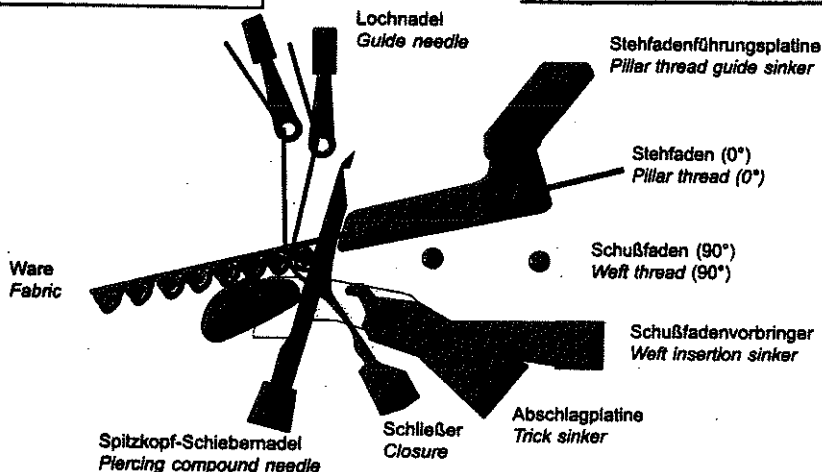 Lochnadel
Guide needle
Stehfadenführungsplatine
Pillar thread guide sinker
Stehfaden (0°)
Pillar thread (0°)
Schußfaden (90°)
Weft thread (90°)
Ware
Fabric
Schußfadenvorbringer
Weft insertion sinker
Abschlagplatine
Trick sinker
Schließer
Closure
Spitzkopf-Schiebernadel
Piercing compound needle